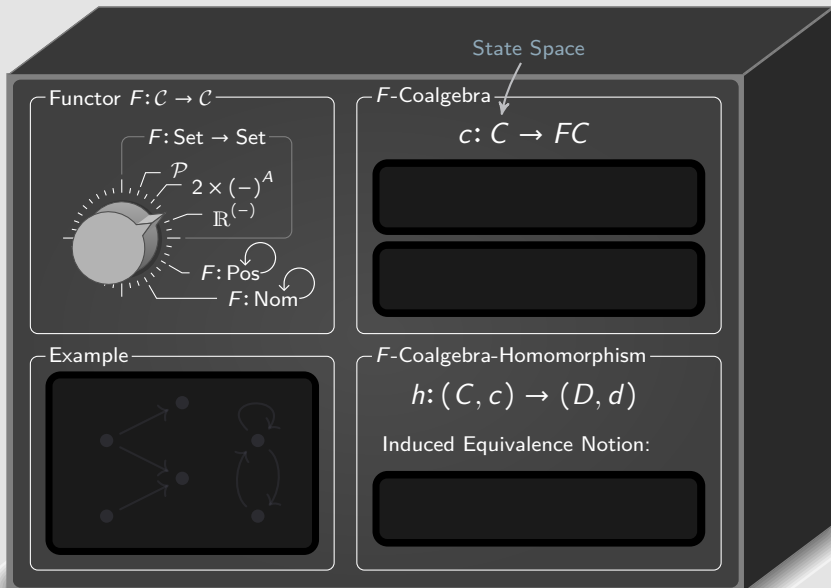 State Space
Functor F: 𝒞 → 𝒞
F: Set → Set
𝒫
2 × (−)^A
ℝ^(−)
F: Pos
F: Nom
F-Coalgebra
c: C → FC
Example
F-Coalgebra-Homomorphism
h: (C, c) → (D, d)
Induced Equivalence Notion: